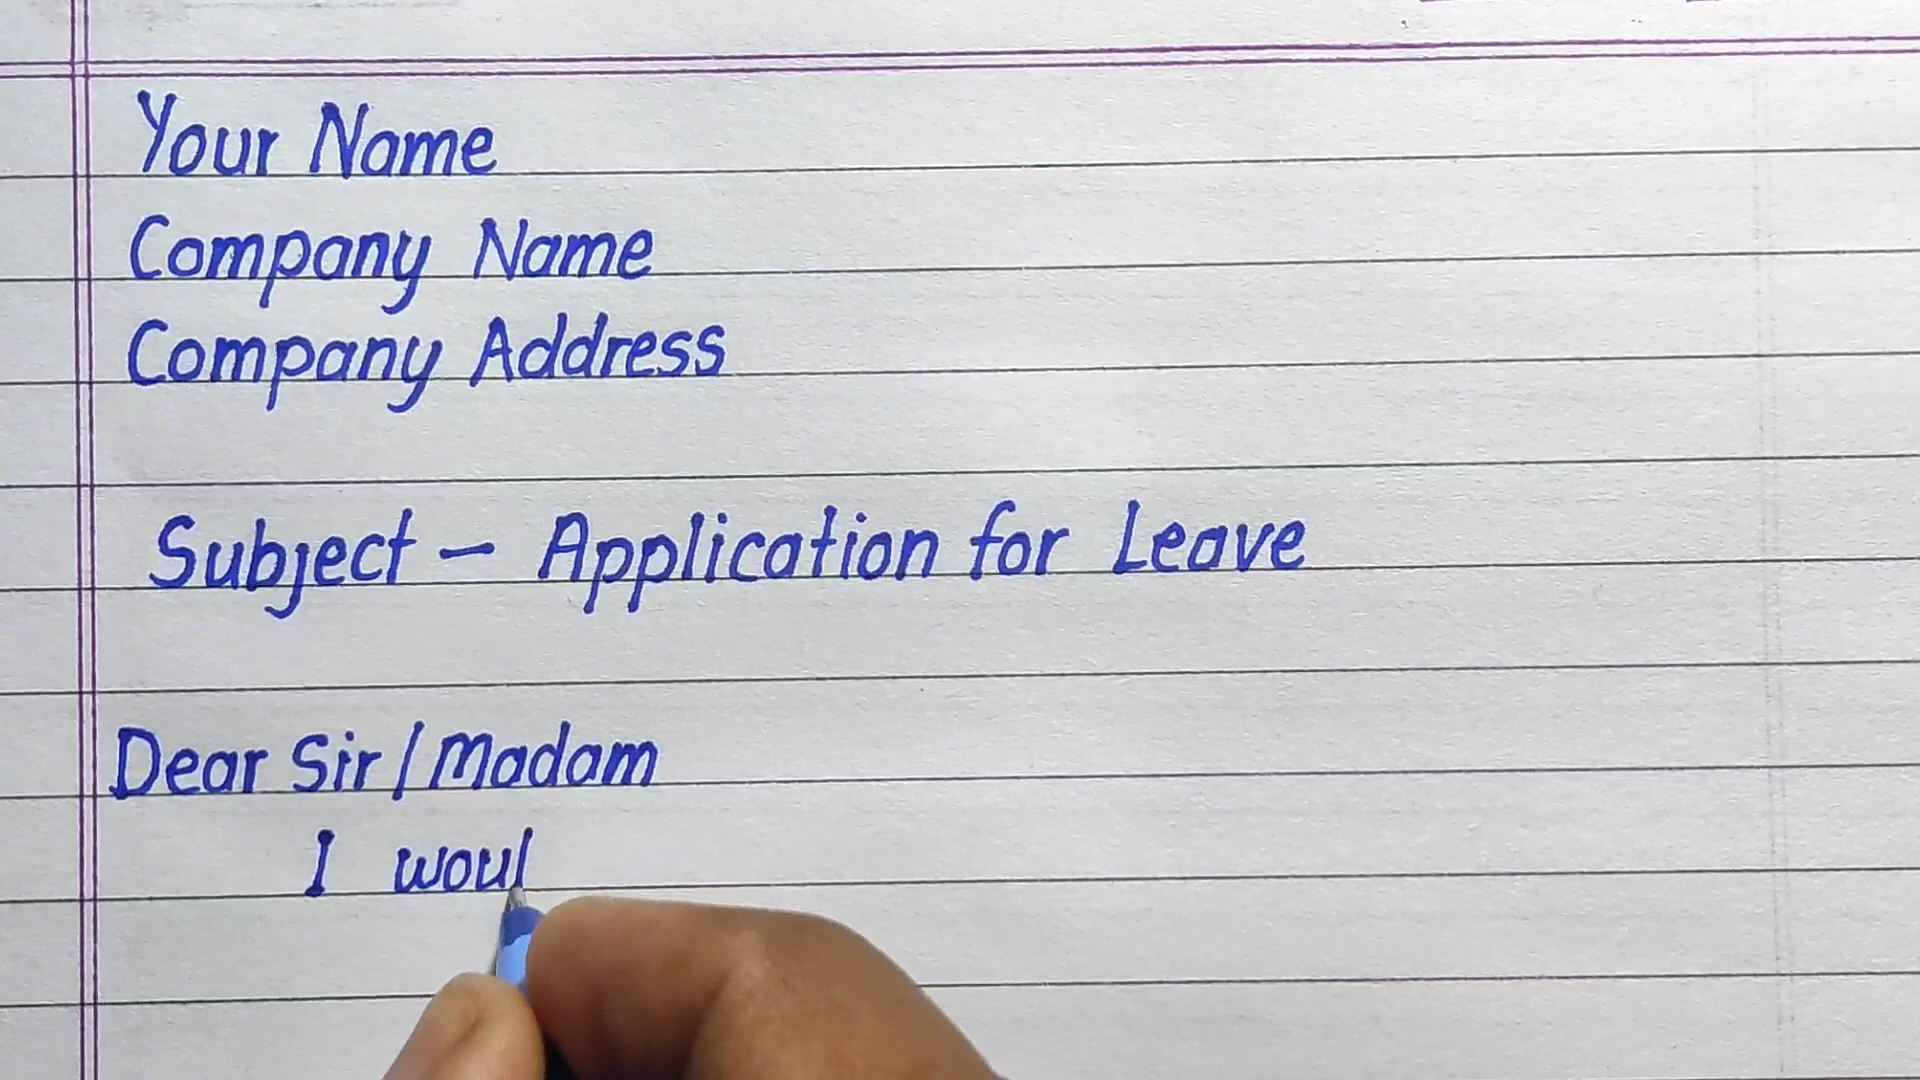 Your Name
Company Name
Company Address
Subject – Application for Leave
Dear Sir/Madam
I woul